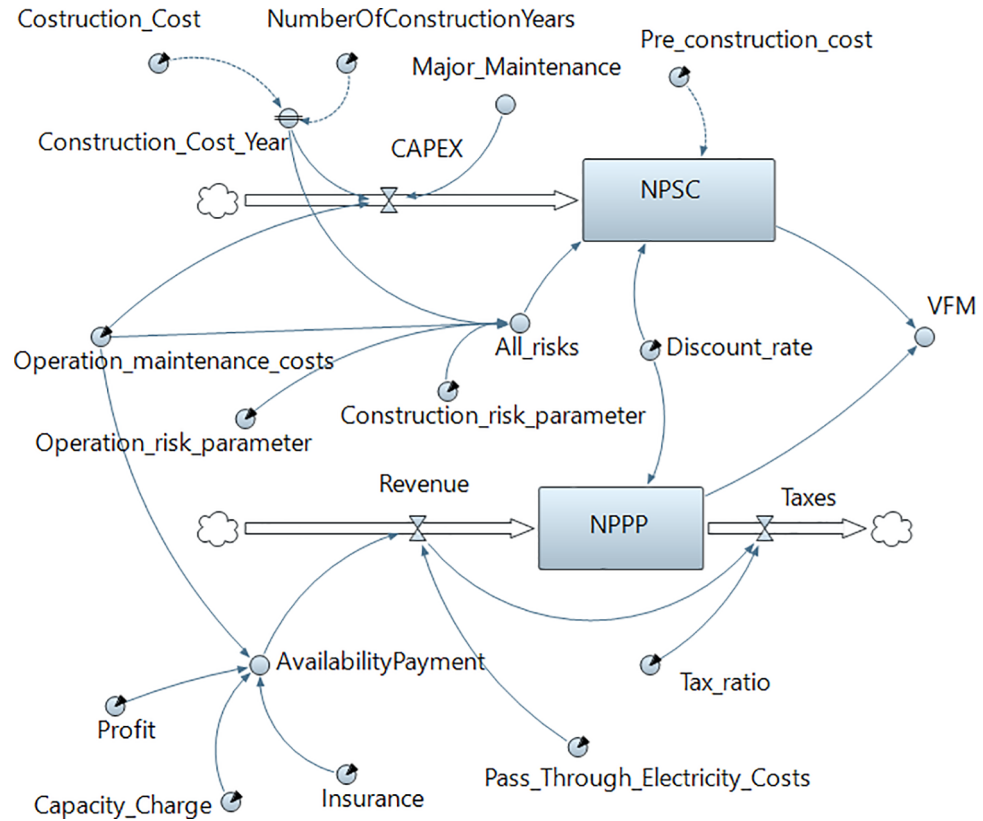 Costruction_Cost
NumberOfConstructionYears
Pre_construction_cost
Major_Maintenance
Construction_Cost_Year
CAPEX
NPSC
VFM
All_risks
Discount_rate
Operation_maintenance_costs
Construction_risk_parameter
Operation_risk_parameter
Revenue
Taxes
NPPP
AvailabilityPayment
Tax_ratio
Profit
Pass_Through_Electricity_Costs
Insurance
Capacity_Charge